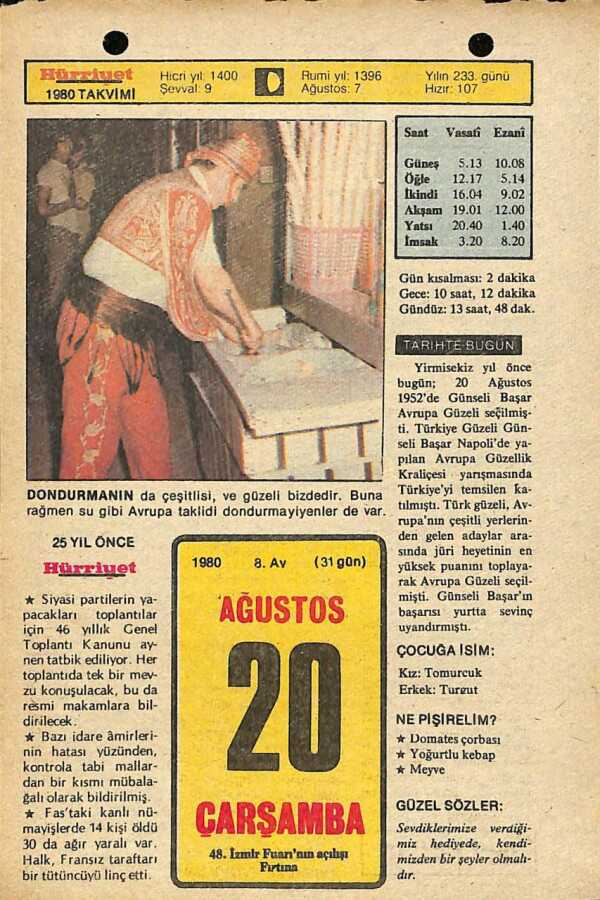 Hürriyet
1980 TAKVİMİ
Hicri yıl: 1400
Şevval: 9
Rumi yıl: 1396
Ağustos: 7
Yılın 233. günü
Hızır: 107
Saat Vasatî Ezanî
Güneş 5.13 10.08
Öğle 12.17 5.14
İkindi 16.04 9.02
Akşam 19.01 12.00
Yatsı 20.40 1.40
İmsak 3.20 8.20
Gün kısalması: 2 dakika
Gece: 10 saat, 12 dakika
Gündüz: 13 saat, 48 dak.
TARİHTE BUGÜN
Yirmisekiz yıl önce
bugün; 20 Ağustos
1952'de Günseli Başar
Avrupa Güzeli seçilmiş-
ti. Türkiye Güzeli Gün-
seli Başar Napoli'de ya-
pılan Avrupa Güzellik
Kraliçesi yarışmasında
Türkiye'yi temsilen ka-
tılmıştı. Türk güzeli, Av-
rupa'nın çeşitli yerlerin-
den gelen adaylar ara-
sında jüri heyetinin en
yüksek puanını toplaya-
rak Avrupa Güzeli seçil-
mişti. Günseli Başar'ın
başarısı yurtta sevinç
uyandırmıştı.
ÇOCUĞA İSİM:
Kız: Tomurcuk
Erkek: Turgut
NE PİŞİRELİM?
★ Domates çorbası
★ Yoğurtlu kebap
★ Meyve
GÜZEL SÖZLER:
Sevdiklerimize verdiği-
miz hediyede, kendi-
mizden bir şeyler olmalı-
dır.
DONDURMANIN da çeşitlisi, ve güzeli bizdedir. Buna
rağmen su gibi Avrupa taklidi dondurmayiyenler de var.
25 YIL ÖNCE
Hürriyet
★ Siyasi partilerin ya-
pacakları toplantılar
için 46 yıllık Genel
Toplantı Kanunu ay-
nen tatbik ediliyor. Her
toplantıda tek bir mev-
zu konuşulacak, bu da
resmi makamlara bil-
dirilecek.
★ Bazı idare âmirleri-
nin hatası yüzünden,
kontrola tabi mallar-
dan bir kısmı mübala-
ğalı olarak bildirilmiş.
★ Fas'taki kanlı nü-
mayişlerde 14 kişi öldü
30 da ağır yaralı var.
Halk, Fransız taraftarı
bir tütüncüyü linç etti.
1980 8. Ay (31 gün)
AĞUSTOS
20
ÇARŞAMBA
48. İzmir Fuarı'nın açılışı
Fırtına